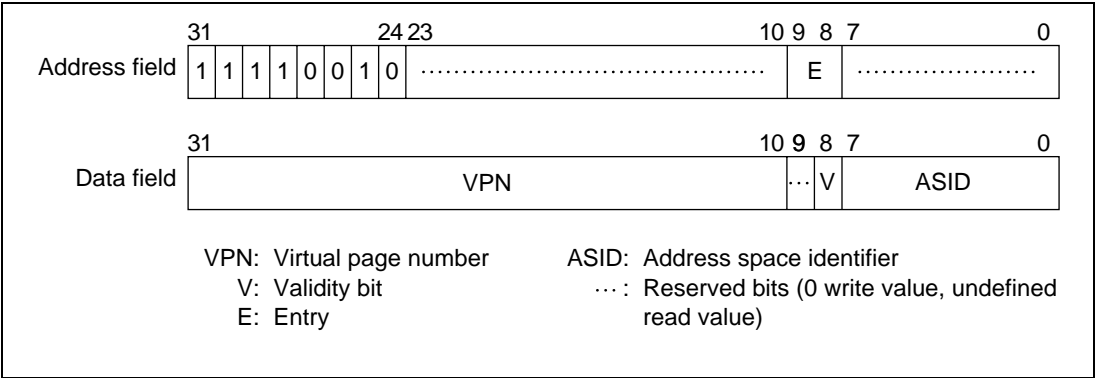 31 24 23 10 9 8 7 0
Address field 1 1 1 1 0 0 1 0 ⋯ E ⋯
31 10 9 8 7 0
Data field VPN ⋯ V ASID
VPN: Virtual page number ASID: Address space identifier
V: Validity bit ⋯ : Reserved bits (0 write value, undefined
E: Entry read value)